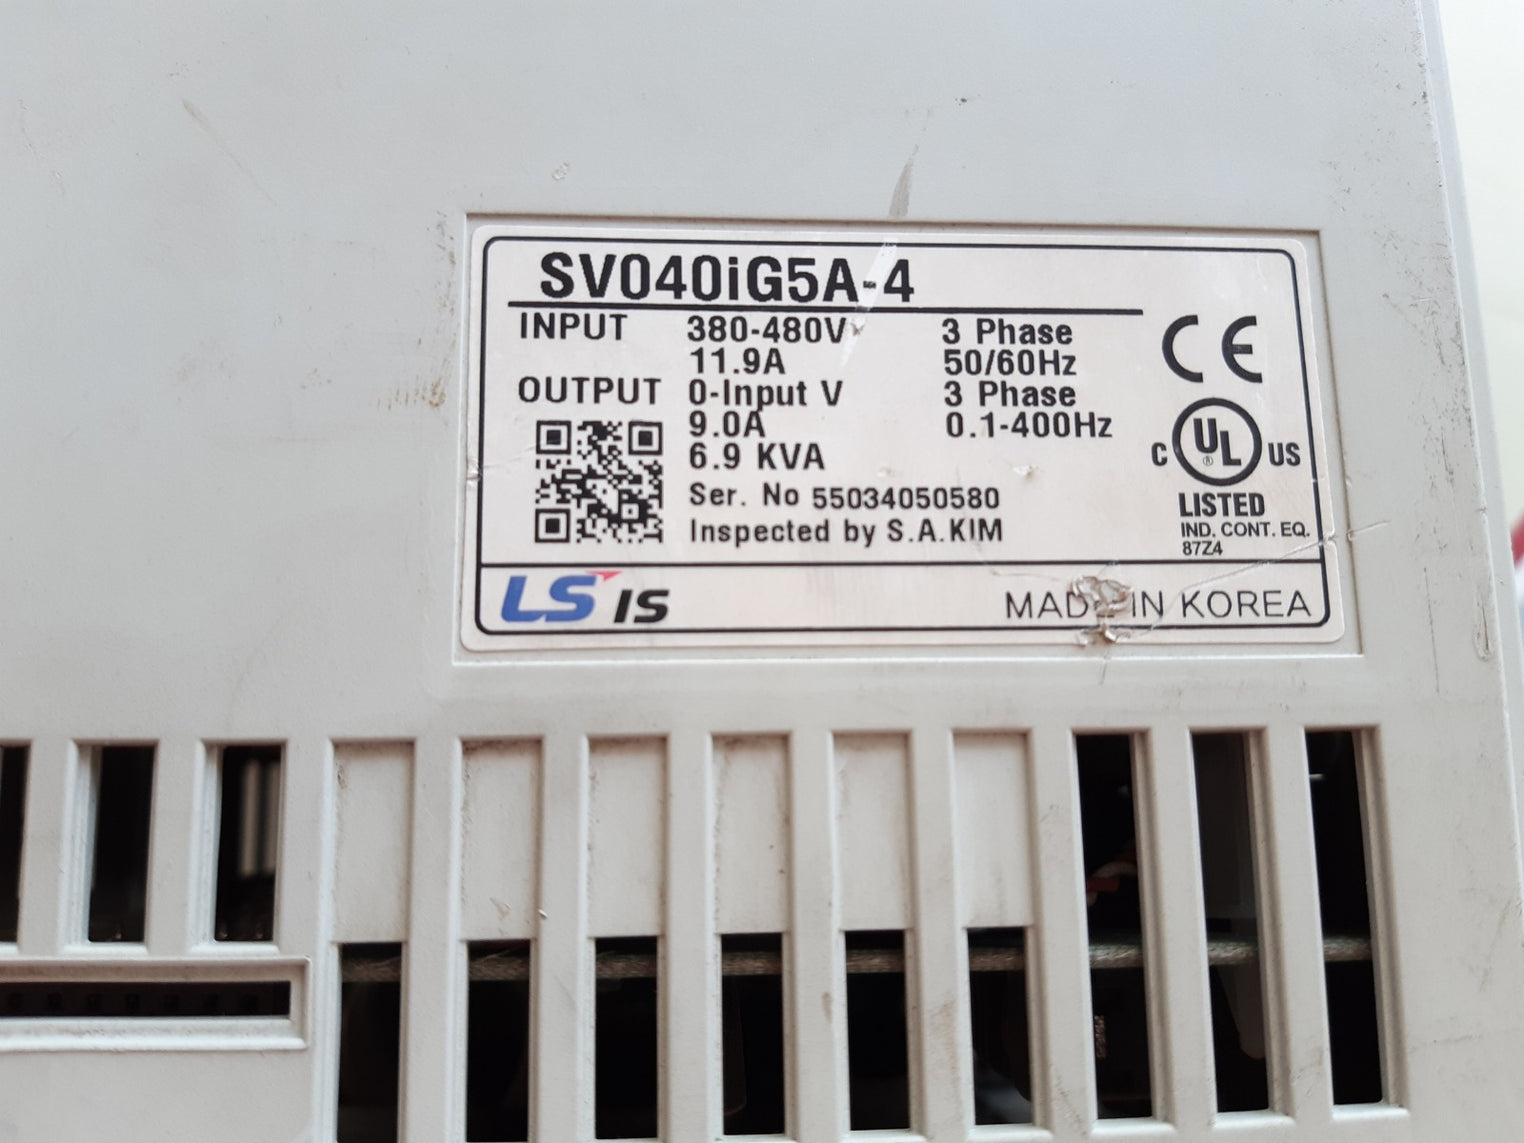 SV040iG5A-4
INPUT 380-480V 3 Phase
11.9A 50/60Hz
OUTPUT 0-Input V 3 Phase
9.0A 0.1-400Hz
6.9 KVA
Ser. No 55034050580
Inspected by S.A.KIM
CE
C UL ® US
LISTED
IND. CONT. EQ.
87Z4
LS IS
MADE IN KOREA